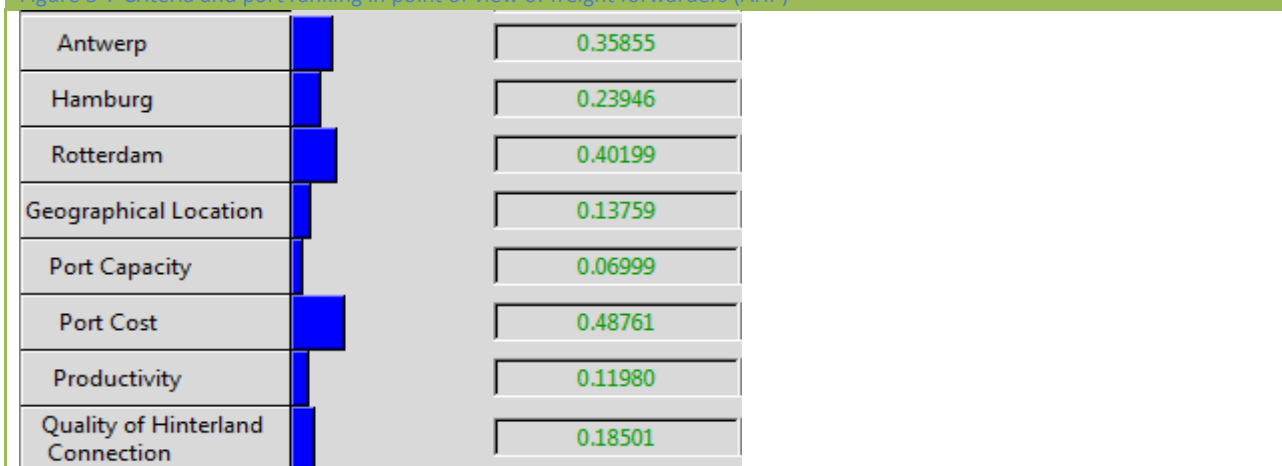 Antwerp 0.35855
Hamburg 0.23946
Rotterdam 0.40199
Geographical Location 0.13759
Port Capacity 0.06999
Port Cost 0.48761
Productivity 0.11980
Quality of Hinterland
Connection 0.18501